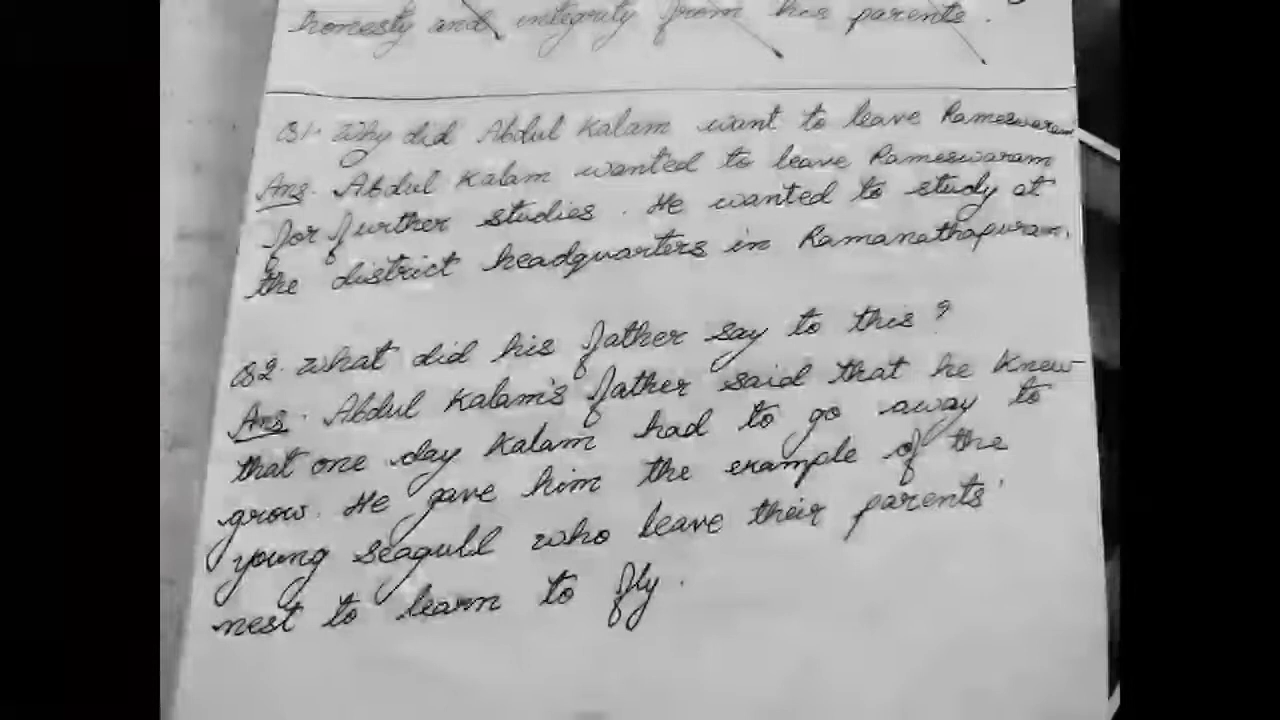 honesty and integrity from his parents.
Q1. Why did Abdul Kalam want to leave Rameswaram
Ans. Abdul Kalam wanted to leave Rameswaram
for further studies. He wanted to study at
the district headquarters in Ramanathapuram.
Q2. What did his father say to this?
Ans. Abdul Kalam's father said that he knew
that one day Kalam had to go away to
grow. He gave him the example of the
young seagull who leave their parents'
nest to learn to fly.